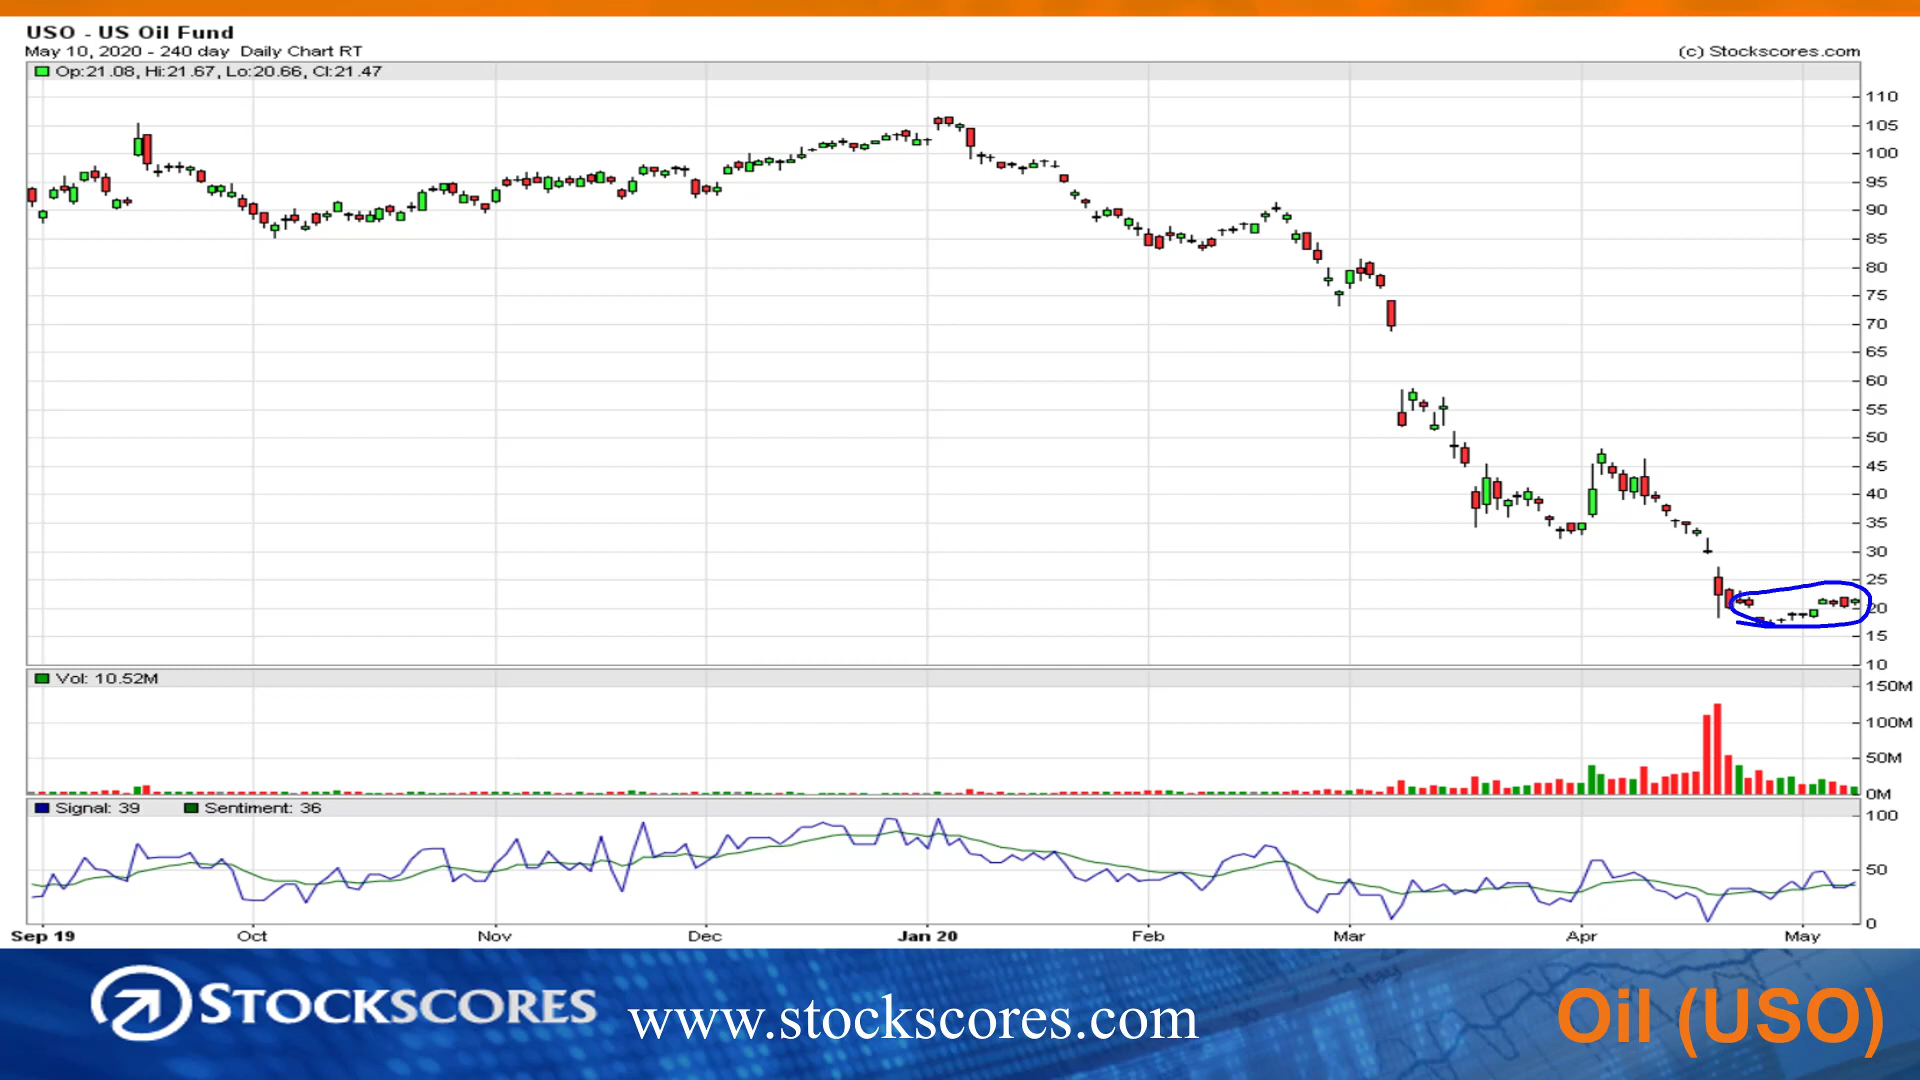 USO - US Oil Fund
May 10, 2020 - 240 day Daily Chart RT
(c) Stockscores.com
Op:21.08, Hi:21.67, Lo:20.66, Cl:21.47
110
105
100
95
90
85
80
75
70
65
60
55
50
45
40
35
30
25
20
15
10
Vol: 10.52M
150M
100M
50M
0M
Signal: 39 Sentiment: 36
100
50
0
Sep 19 Oct Nov Dec Jan 20 Feb Mar Apr May
STOCKSCORES
www.stockscores.com
Oil (USO)